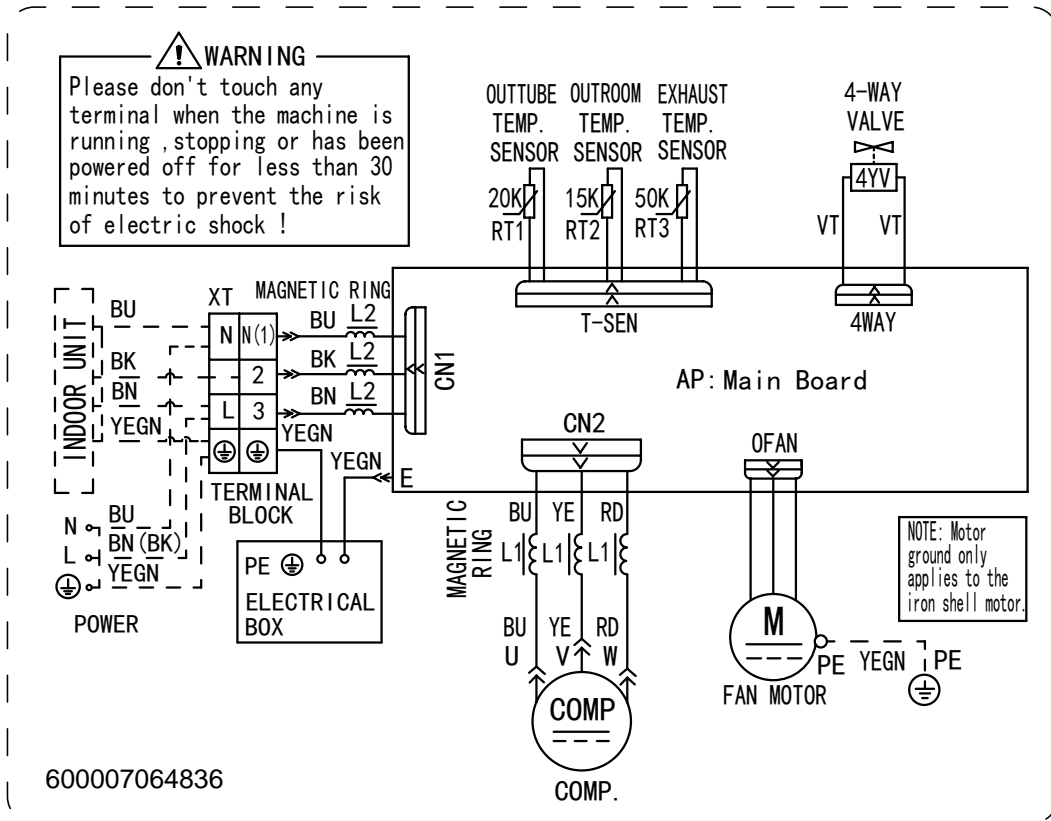 WARNING
Please don't touch any
terminal when the machine is
running ,stopping or has been
powered off for less than 30
minutes to prevent the risk
of electric shock !
OUTTUBE TEMP. SENSOR
OUTROOM TEMP. SENSOR
EXHAUST TEMP. SENSOR
20K
RT1
15K
RT2
50K
RT3
4-WAY
VALVE
4YV
VT VT
T-SEN
4WAY
XT
MAGNETIC RING
INDOOR UNIT
BU
BK
BN
YEGN
N N(1)
2
L 3
BU L2
BK L2
BN L2
YEGN
CN1
YEGN
E
AP:Main Board
TERMINAL
BLOCK
N BU
L BN(BK)
YEGN
POWER
PE
ELECTRICAL
BOX
CN2
OFAN
MAGNETIC
RING
BU YE RD
L1 L1 L1
BU YE RD
U V W
COMP
COMP.
M
FAN MOTOR
PE YEGN PE
NOTE: Motor
ground only
applies to the
iron shell motor.
600007064836